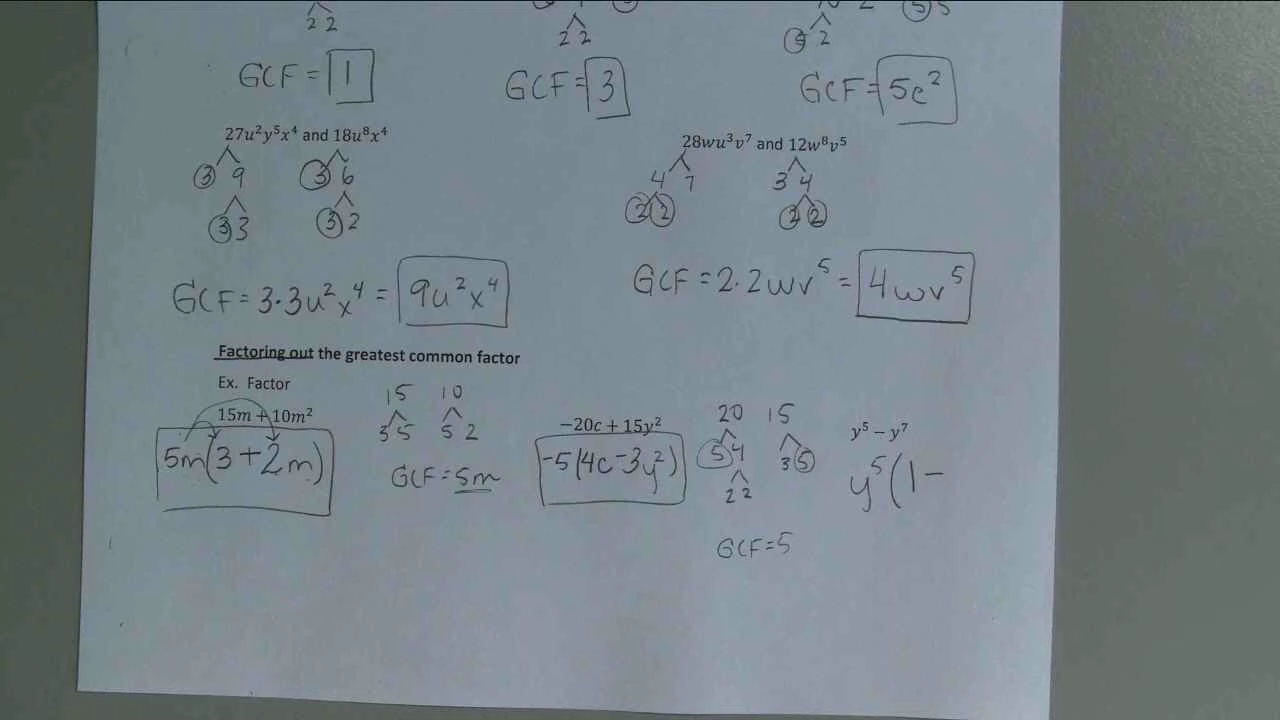 2 2
2 2
5 2
5 5
GCF = 1
GCF = 3
GCF = 5c²
27u²y⁵x⁴ and 18u⁸x⁴
3 9 3 6
3 3 3 2
GCF = 3·3u²x⁴ = 9u²x⁴
28wu³v⁷ and 12w⁸v⁵
4 7 3 4
2 2 2 2
GCF = 2·2wv⁵ = 4wv⁵
Factoring out the greatest common factor
Ex. Factor
15m + 10m²
5m(3+2m)
15 10
3 5 5 2
GCF = 5m
−20c + 15y²
-5(4c-3y²)
20 15
5 4 3 5
2 2
GCF=5
y⁵ − y⁷
y⁵(1-